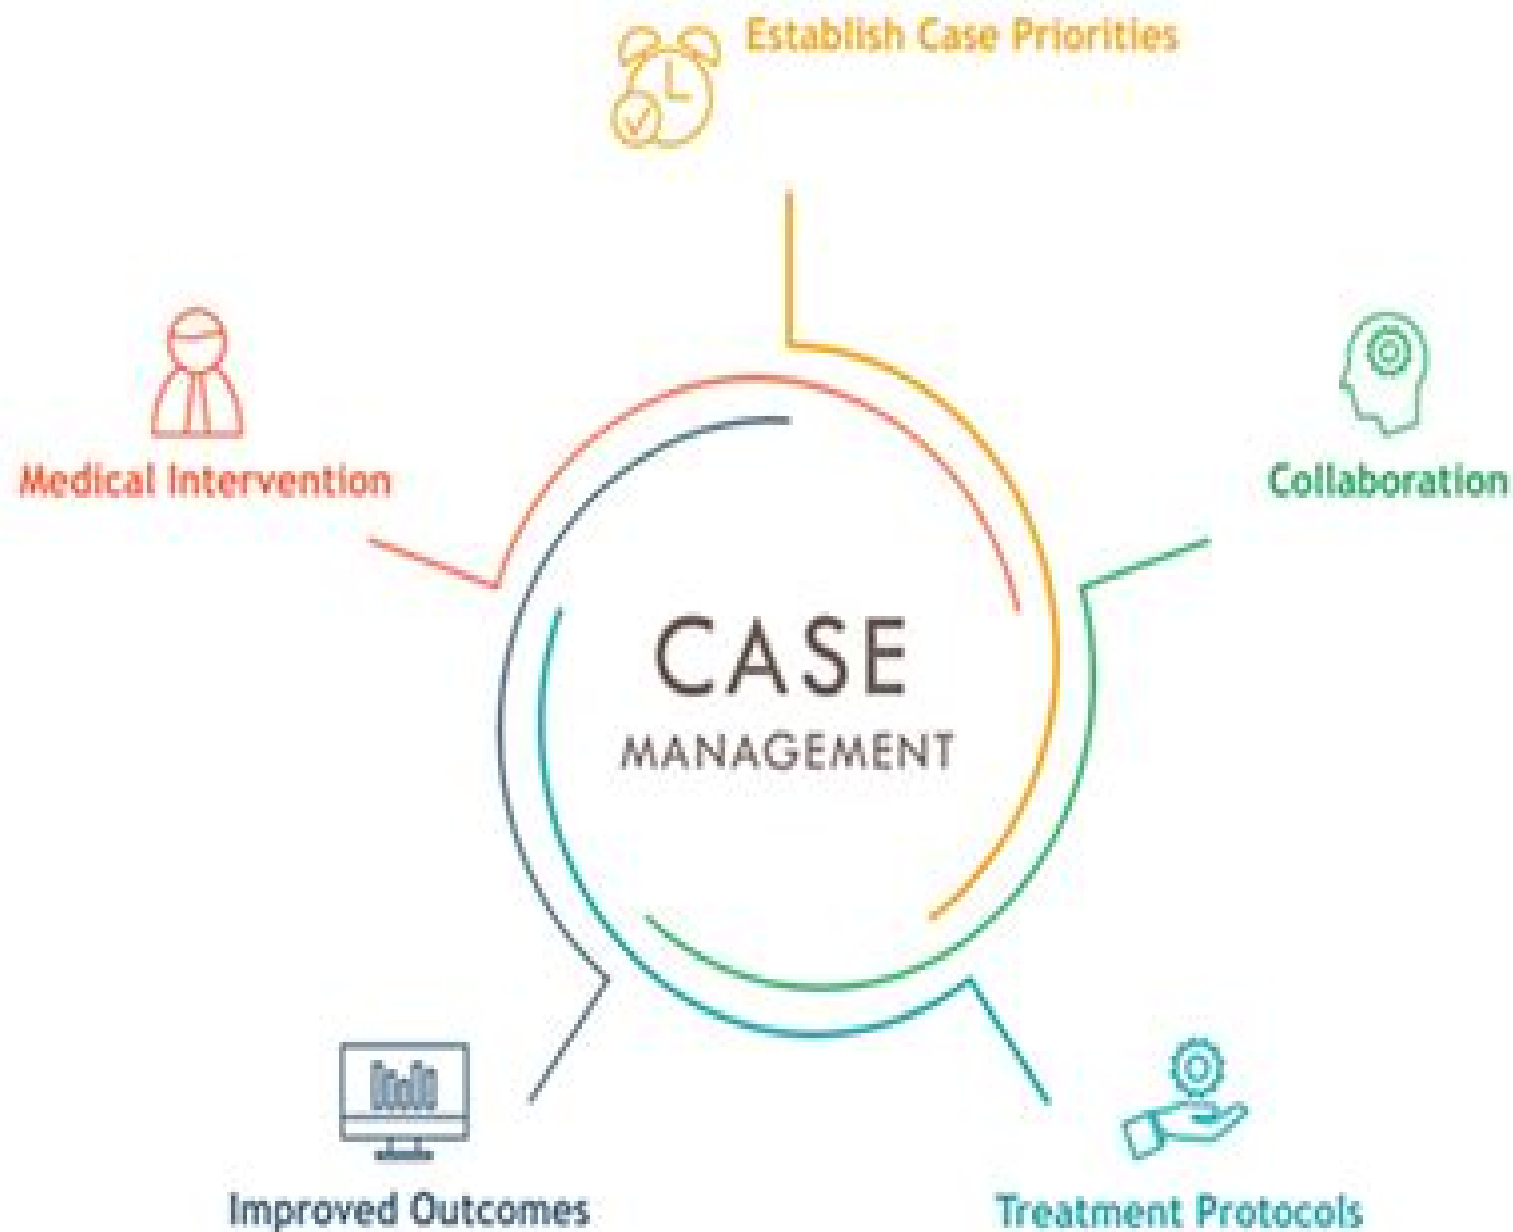 Establish Case Priorities
Medical Intervention
Collaboration
CASE
MANAGEMENT
Improved Outcomes
Treatment Protocols